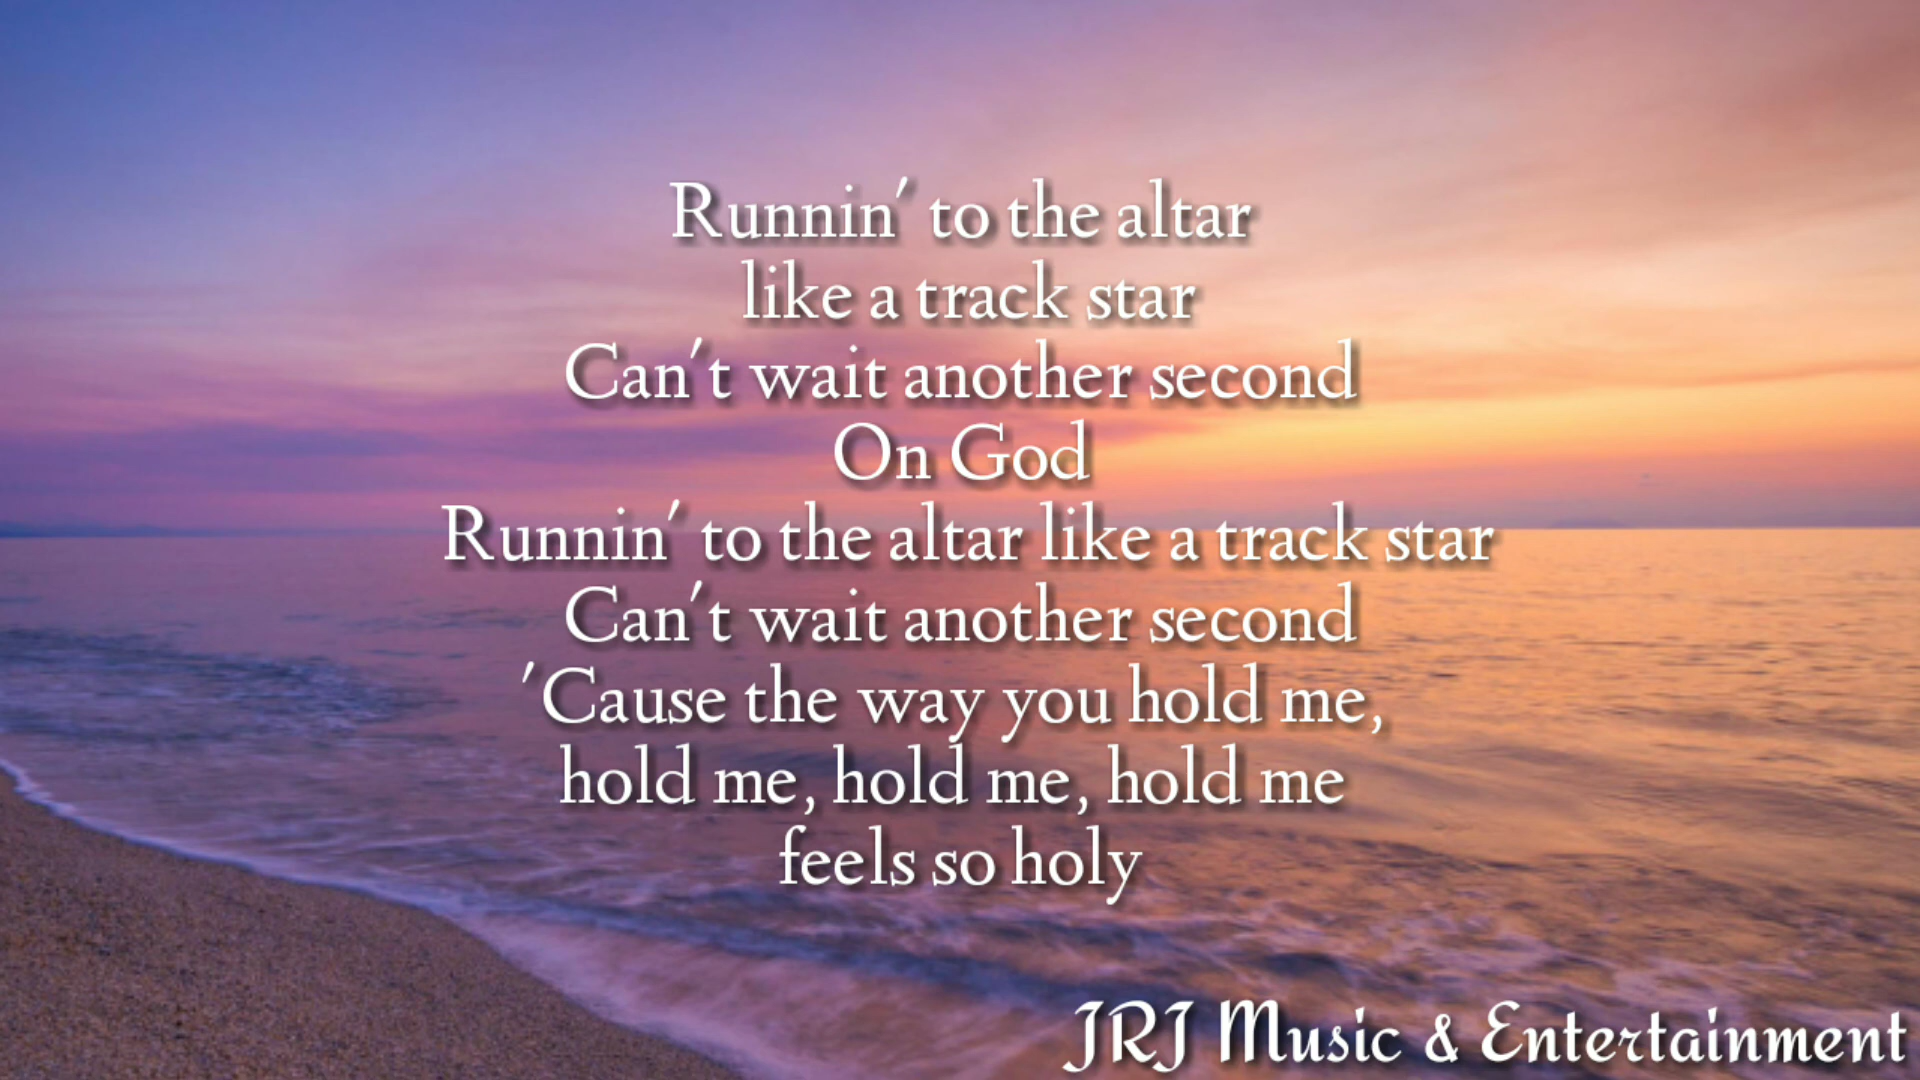 Runnin' to the altar
like a track star
Can't wait another second
On God
Runnin' to the altar like a track star
Can't wait another second
'Cause the way you hold me,
hold me, hold me, hold me
feels so holy
JRJ Music & Entertainment